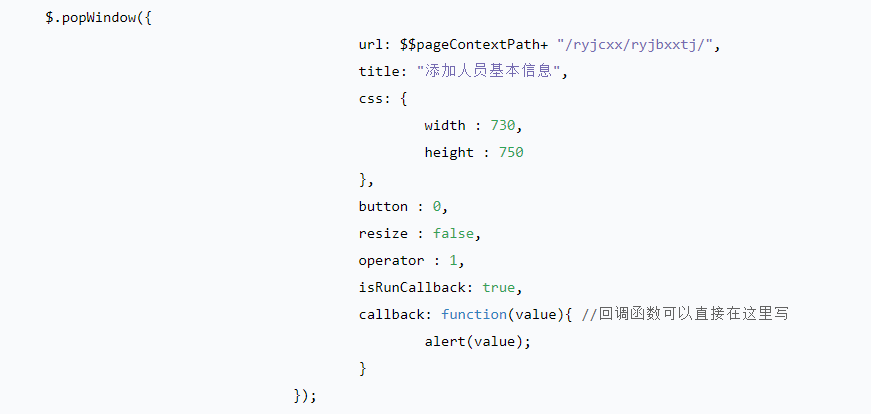 $.popWindow({
url: $$pageContextPath+ "/ryjcxx/ryjbxxtj/",
title: "添加人员基本信息",
css: {
width : 730,
height : 750
},
button : 0,
resize : false,
operator : 1,
isRunCallback: true,
callback: function(value){ //回调函数可以直接在这里写
alert(value);
}
});